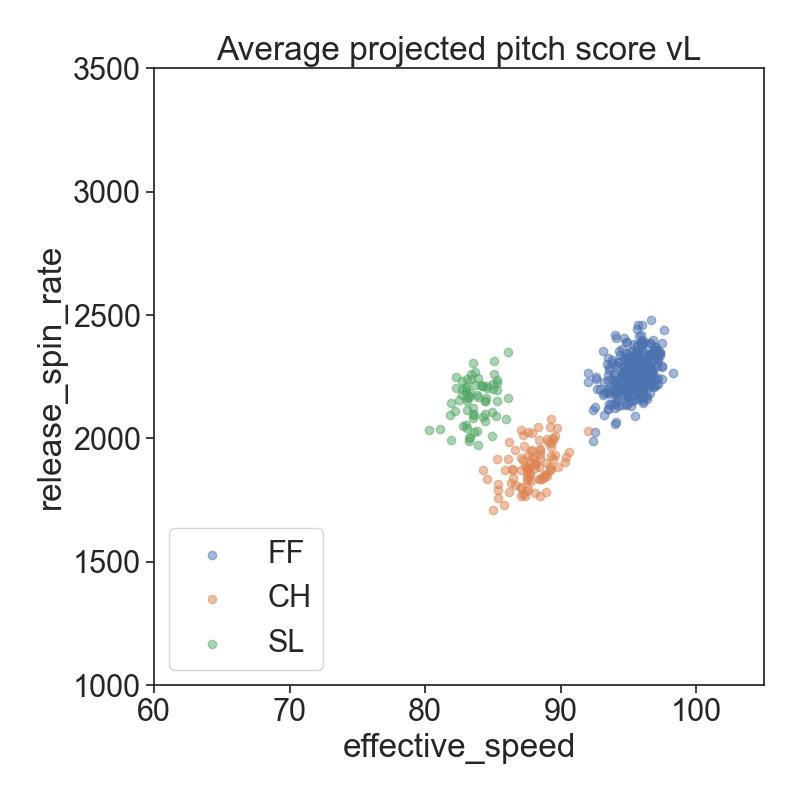 Average projected pitch score vL
3500
3000
2500
2000
1500
1000
release_spin_rate
FF
CH
SL
60 70 80 90 100
effective_speed